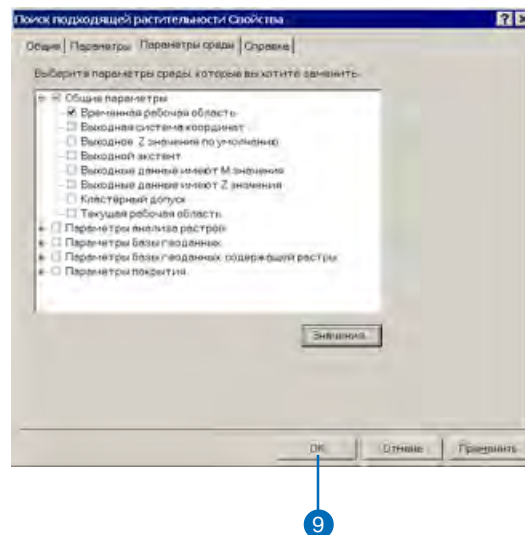 Поиск подходящей растительности Свойства
Общие Параметры Параметры среды Справка
Выберите параметры среды, которые вы хотите заменить.
Общие параметры
Временная рабочая область
Выходная система координат
Выходное Z значение по умолчанию
Выходной экстент
Выходные данные имеют M значения
Выходные данные имеют Z значения
Кластерный допуск
Текущая рабочая область
Параметры анализа растров
Параметры базы геоданных
Параметры базы геоданных, содержащей растры
Параметры покрытия
Значения...
OK Отмена Применить
9